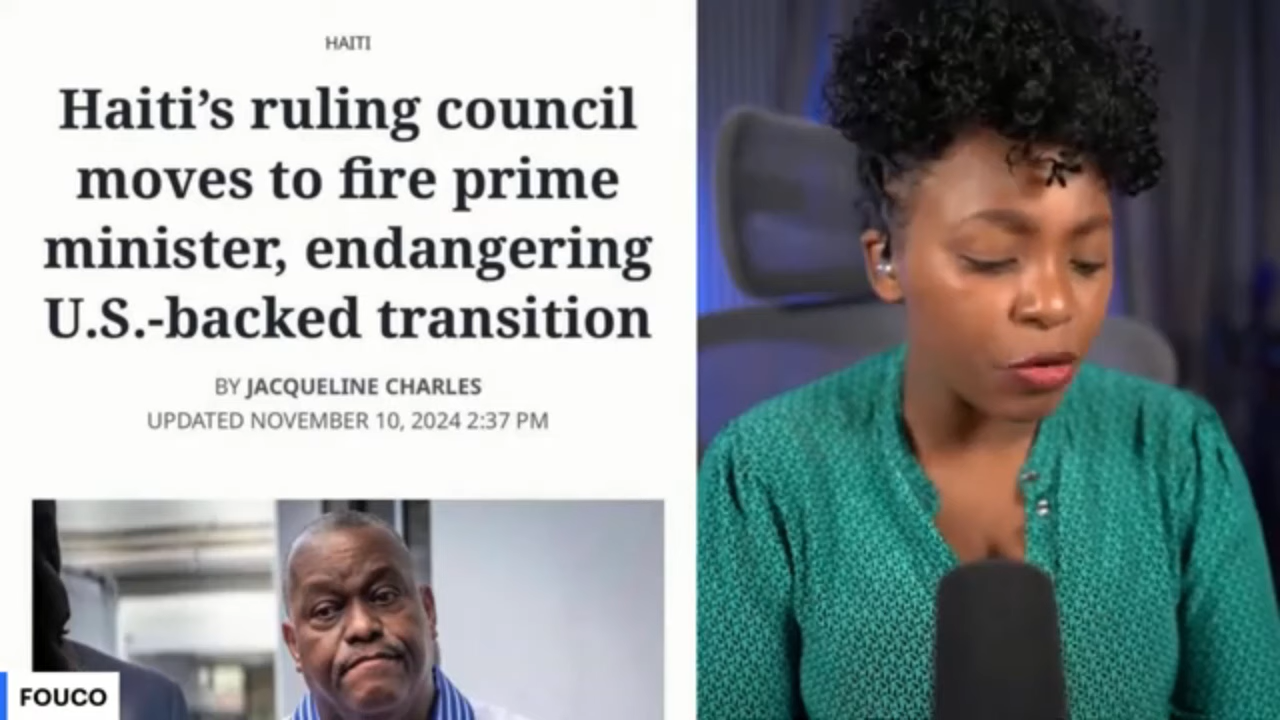 HAITI
Haiti’s ruling council
moves to fire prime
minister, endangering
U.S.-backed transition
BY JACQUELINE CHARLES
UPDATED NOVEMBER 10, 2024 2:37 PM
FOUCO